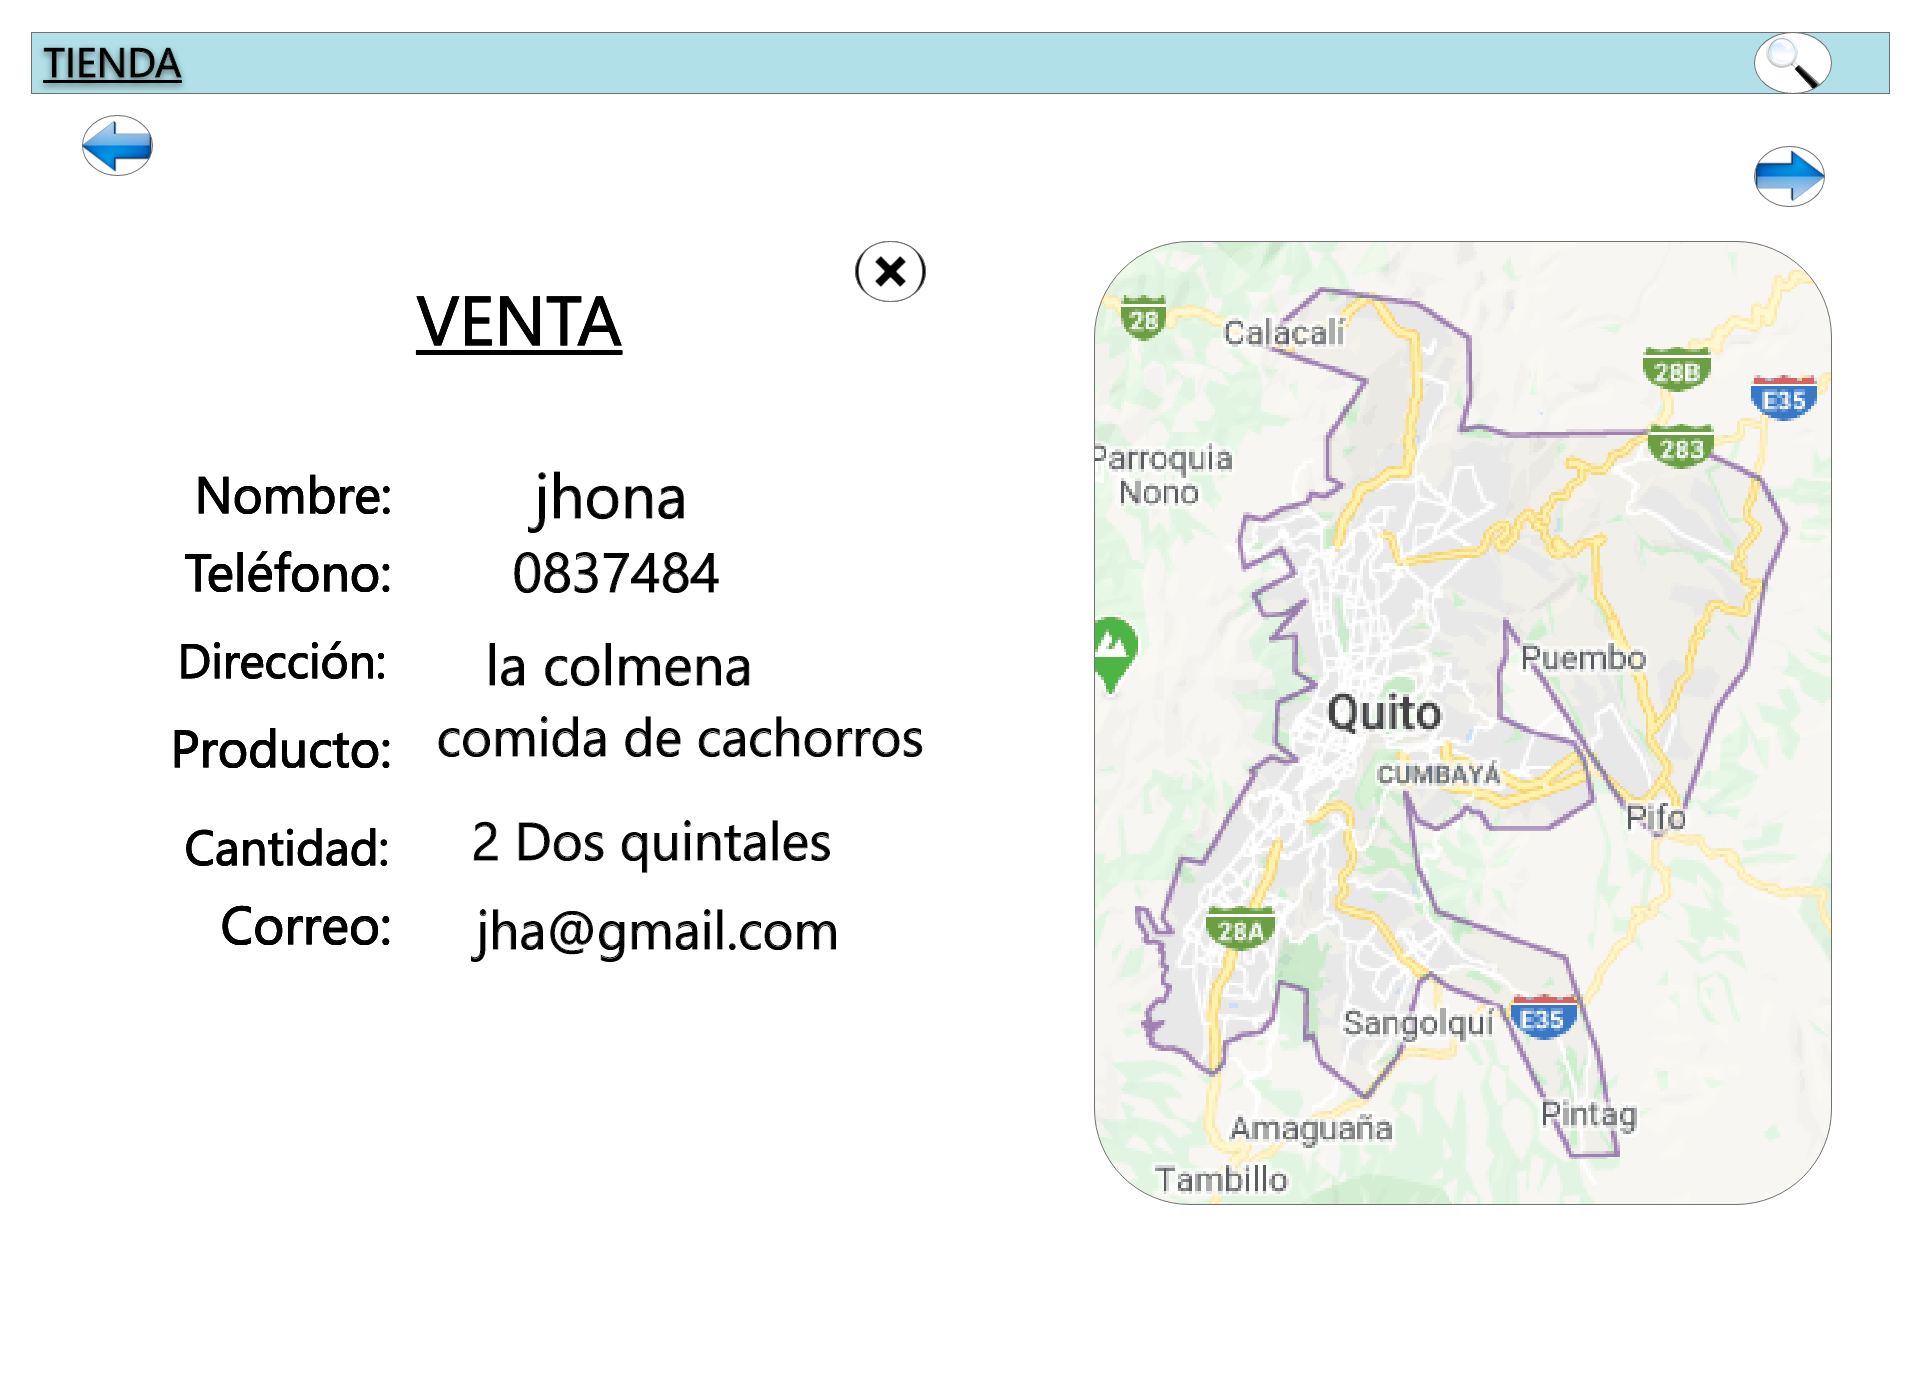 TIENDA
VENTA
Nombre: jhona
Teléfono: 0837484
Dirección: la colmena
Producto: comida de cachorros
Cantidad: 2 Dos quintales
Correo: jha@gmail.com
2B
Calacalí
28B
E35
283
Parroquia
Nono
Puembo
Quito
CUMBAYÁ
Pifo
28A
Sangolquí
E35
Pintag
Amaguaña
Tambillo